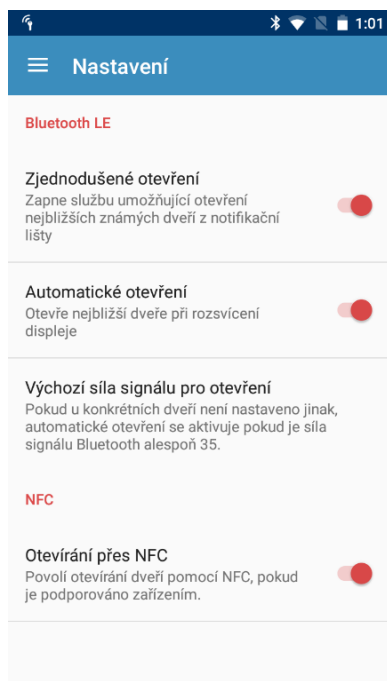 1:01
Nastavení
Bluetooth LE
Zjednodušené otevření
Zapne službu umožňující otevření
nejbližších známých dveří z notifikační
lišty
Automatické otevření
Otevře nejbližší dveře při rozsvícení
displeje
Výchozí síla signálu pro otevření
Pokud u konkrétních dveří není nastaveno jinak,
automatické otevření se aktivuje pokud je síla
signálu Bluetooth alespoň 35.
NFC
Otevírání přes NFC
Povolí otevírání dveří pomocí NFC, pokud
je podporováno zařízením.